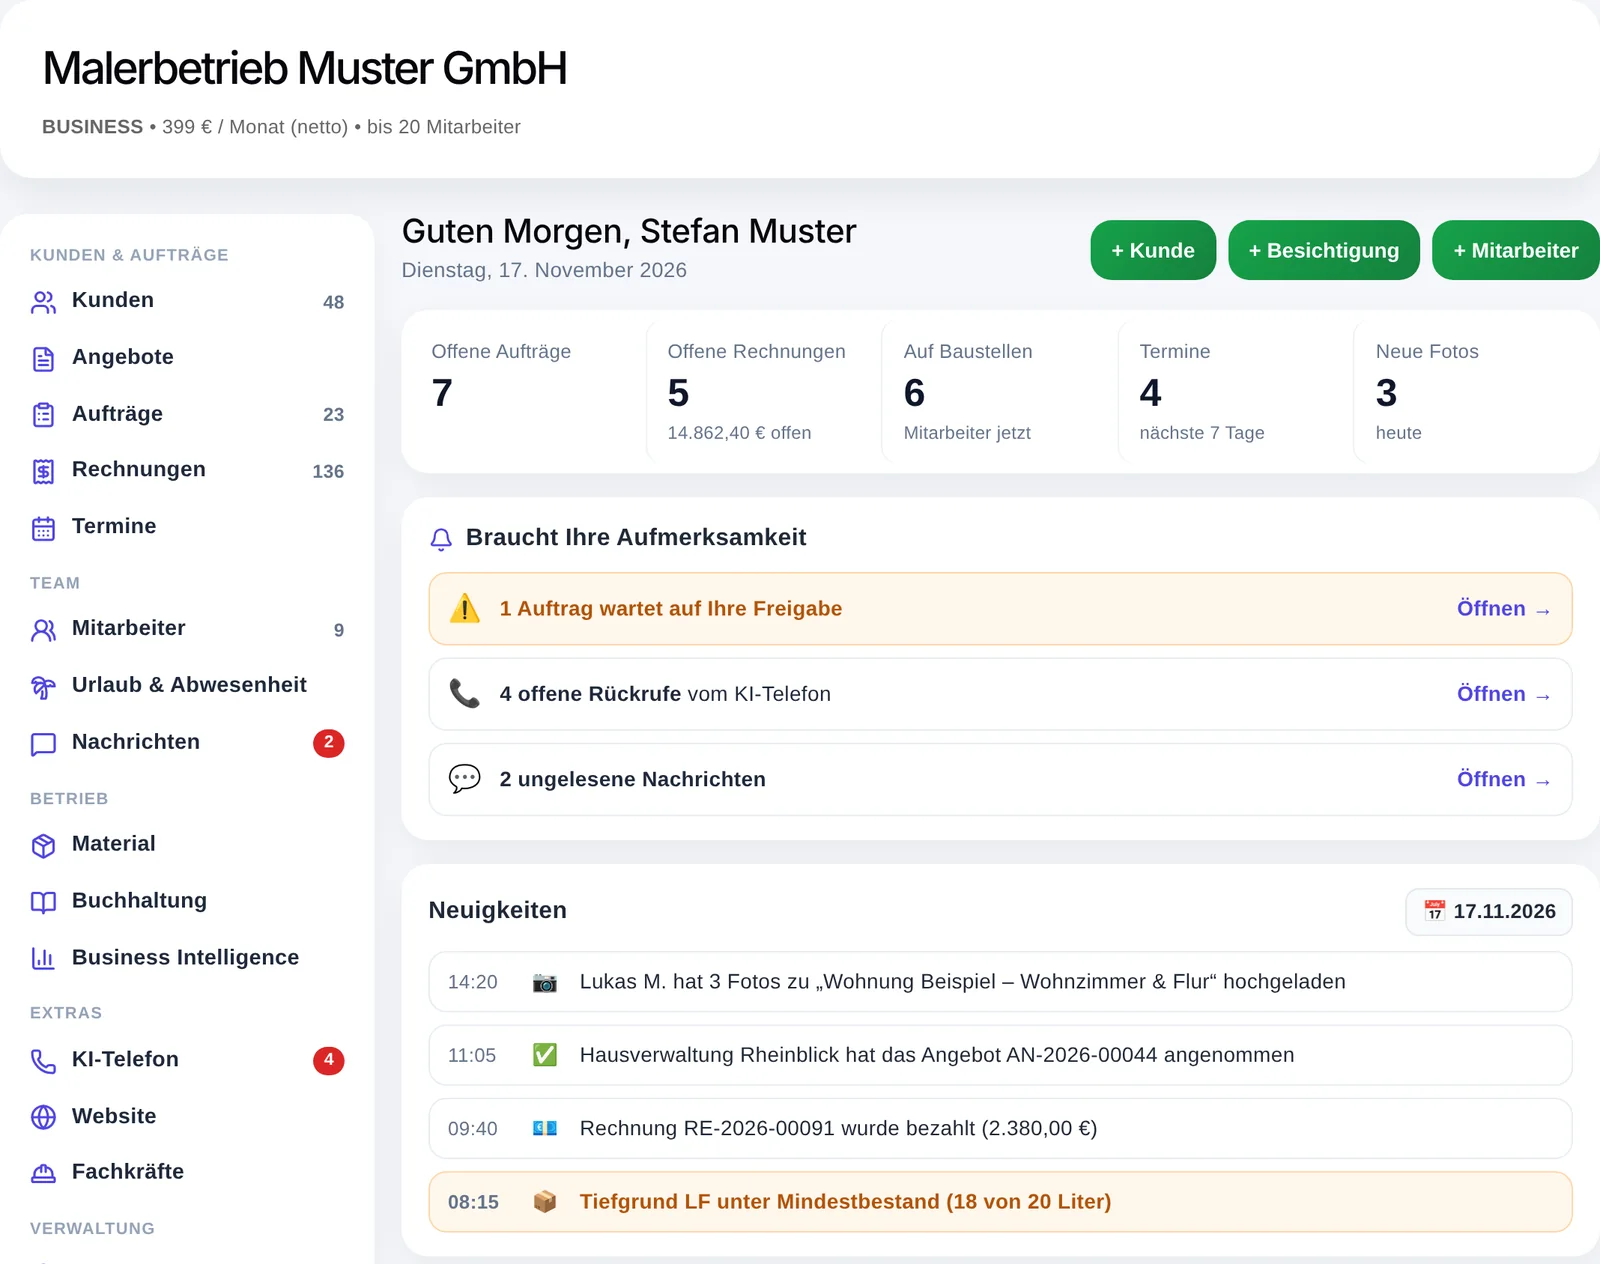 Malerbetrieb Muster GmbH
BUSINESS • 399 € / Monat (netto) • bis 20 Mitarbeiter
KUNDEN & AUFTRÄGE
Kunden 48
Angebote
Aufträge 23
Rechnungen 136
Termine
TEAM
Mitarbeiter 9
Urlaub & Abwesenheit
Nachrichten 2
BETRIEB
Material
Buchhaltung
Business Intelligence
EXTRAS
KI-Telefon 4
Website
Fachkräfte
VERWALTUNG
Guten Morgen, Stefan Muster
Dienstag, 17. November 2026
+ Kunde
+ Besichtigung
+ Mitarbeiter
Offene Aufträge
7
Offene Rechnungen
5
14.862,40 € offen
Auf Baustellen
6
Mitarbeiter jetzt
Termine
4
nächste 7 Tage
Neue Fotos
3
heute
Braucht Ihre Aufmerksamkeit
1 Auftrag wartet auf Ihre Freigabe Öffnen →
4 offene Rückrufe vom KI-Telefon Öffnen →
2 ungelesene Nachrichten Öffnen →
Neuigkeiten
17.11.2026
14:20 Lukas M. hat 3 Fotos zu „Wohnung Beispiel – Wohnzimmer & Flur“ hochgeladen
11:05 Hausverwaltung Rheinblick hat das Angebot AN-2026-00044 angenommen
09:40 Rechnung RE-2026-00091 wurde bezahlt (2.380,00 €)
08:15 Tiefgrund LF unter Mindestbestand (18 von 20 Liter)